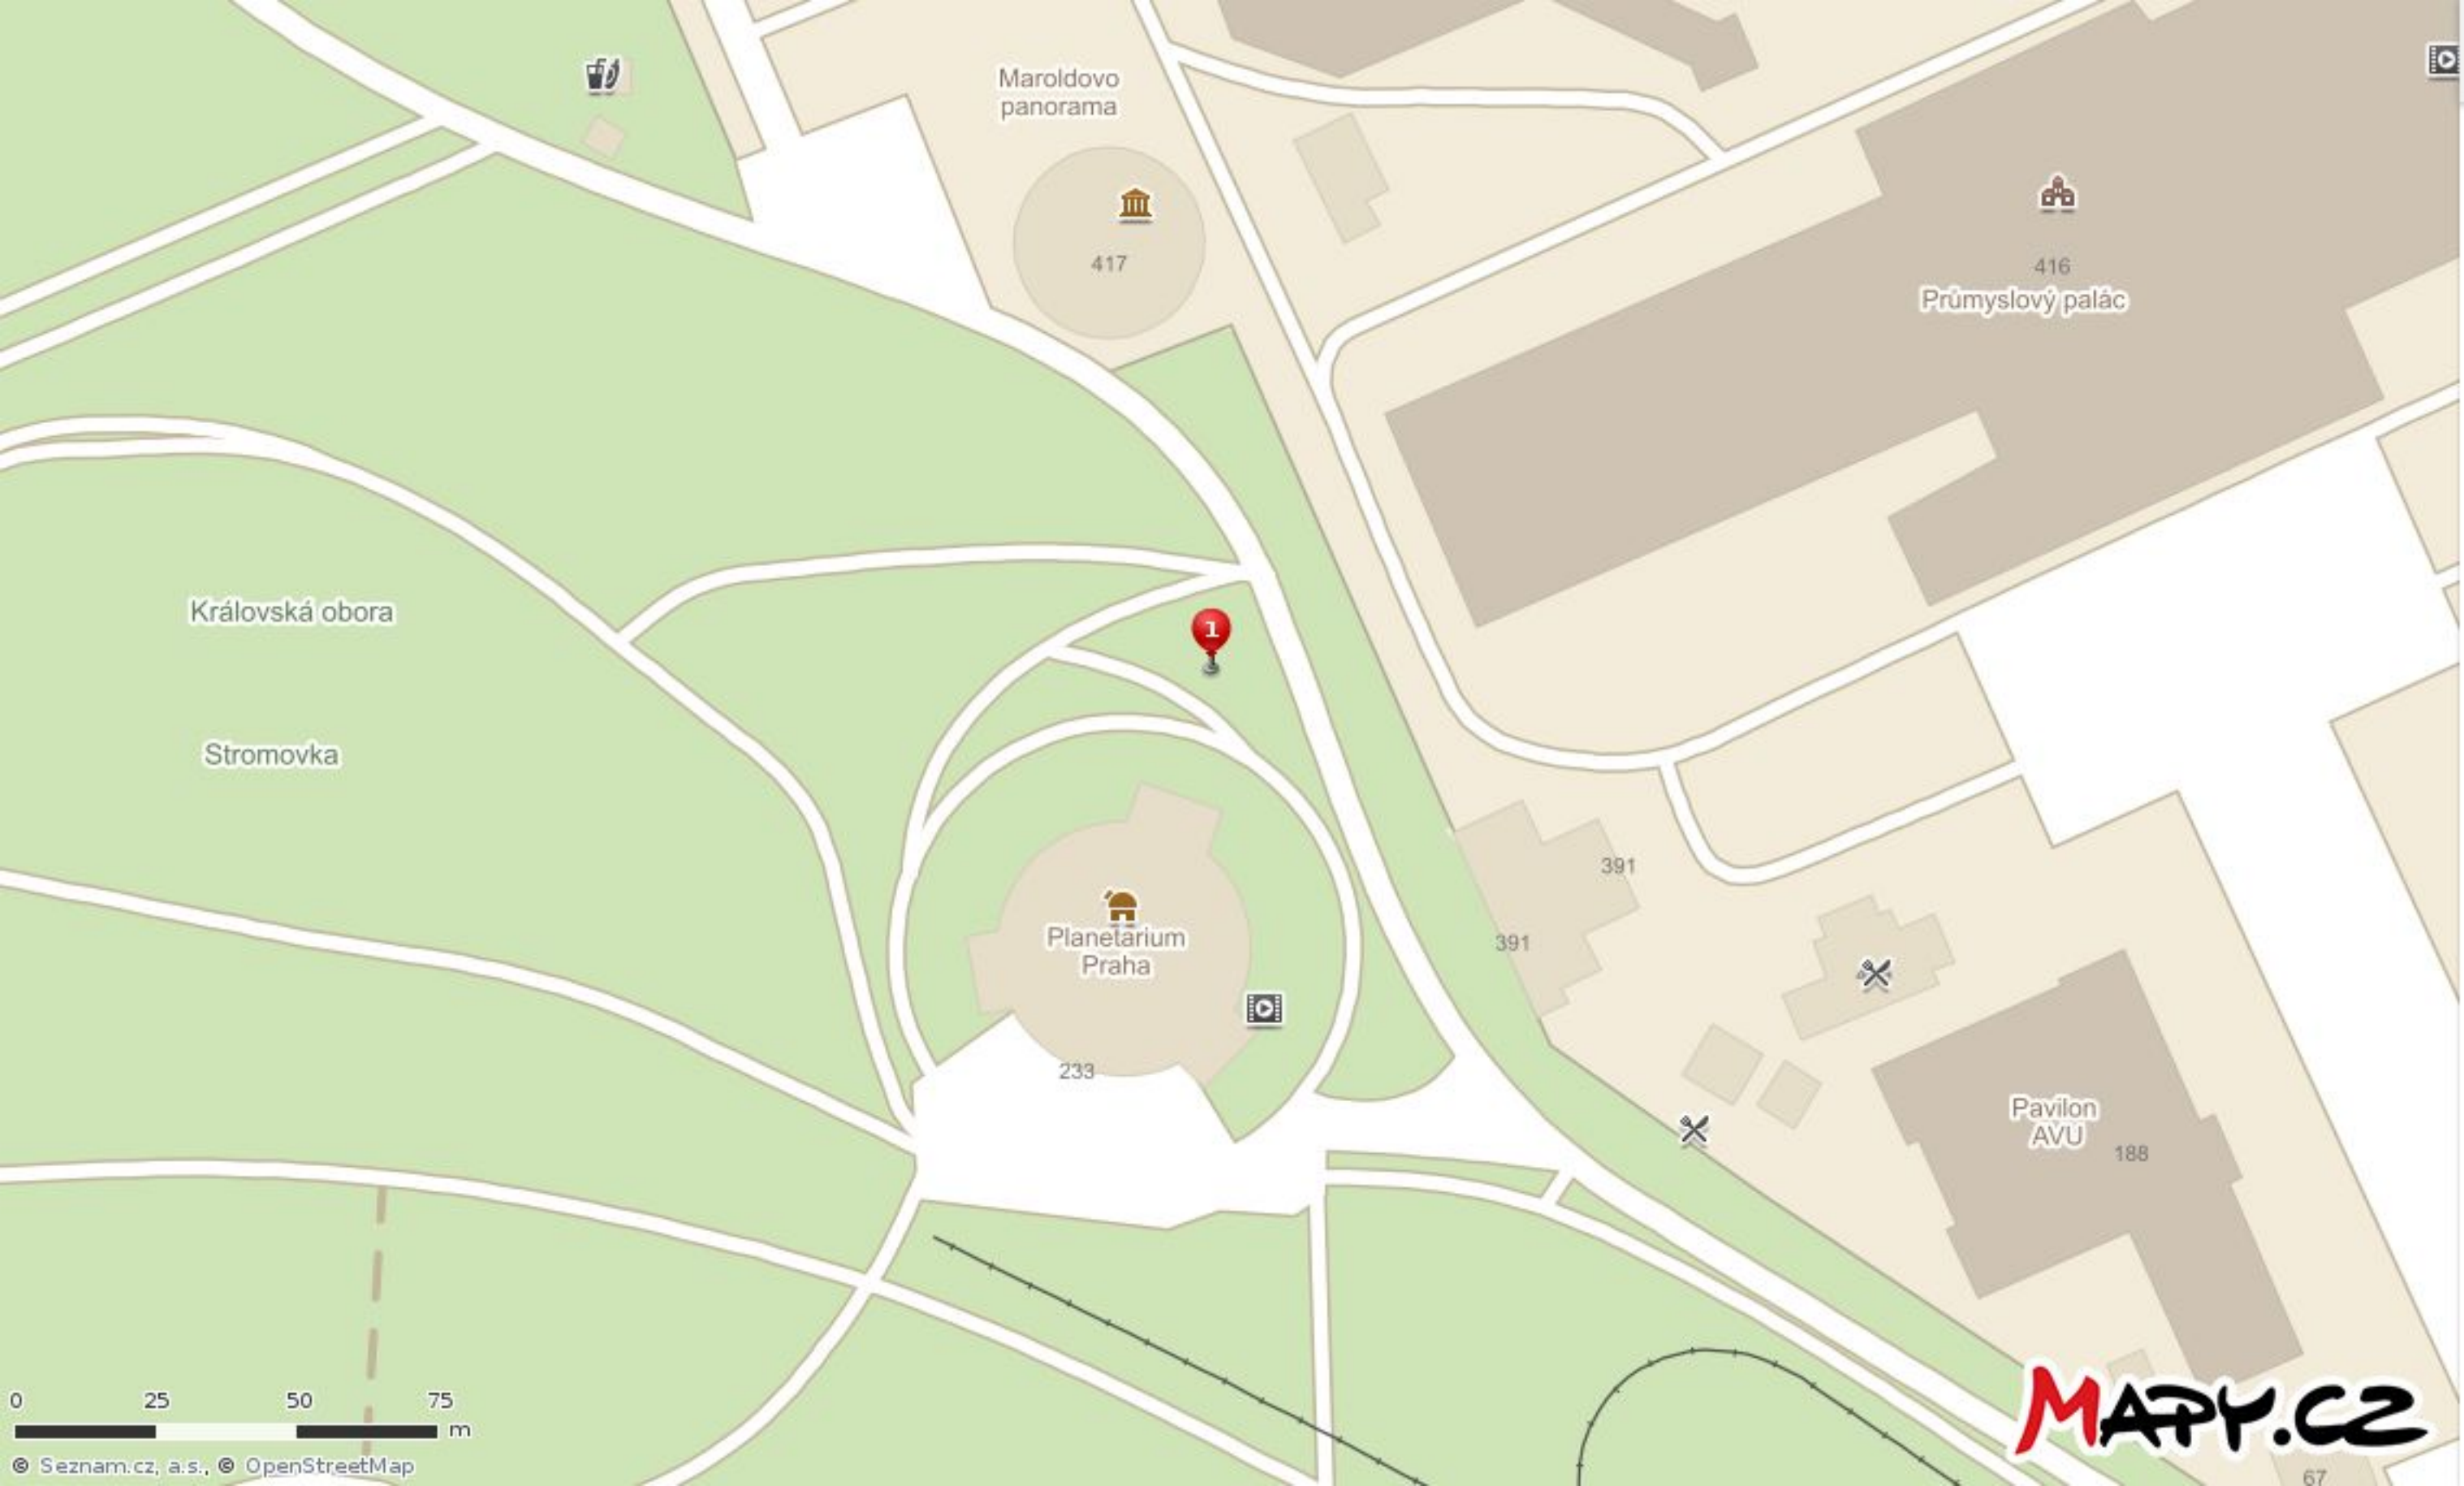 Maroldovo
panorama
417
416
Průmyslový palác
Královská obora
1
Stromovka
391
391
Planetarium
Praha
233
Pavilon
AVU
188
0 25 50 75
m
MAPY.CZ
© Seznam.cz, a.s., © OpenStreetMap
67